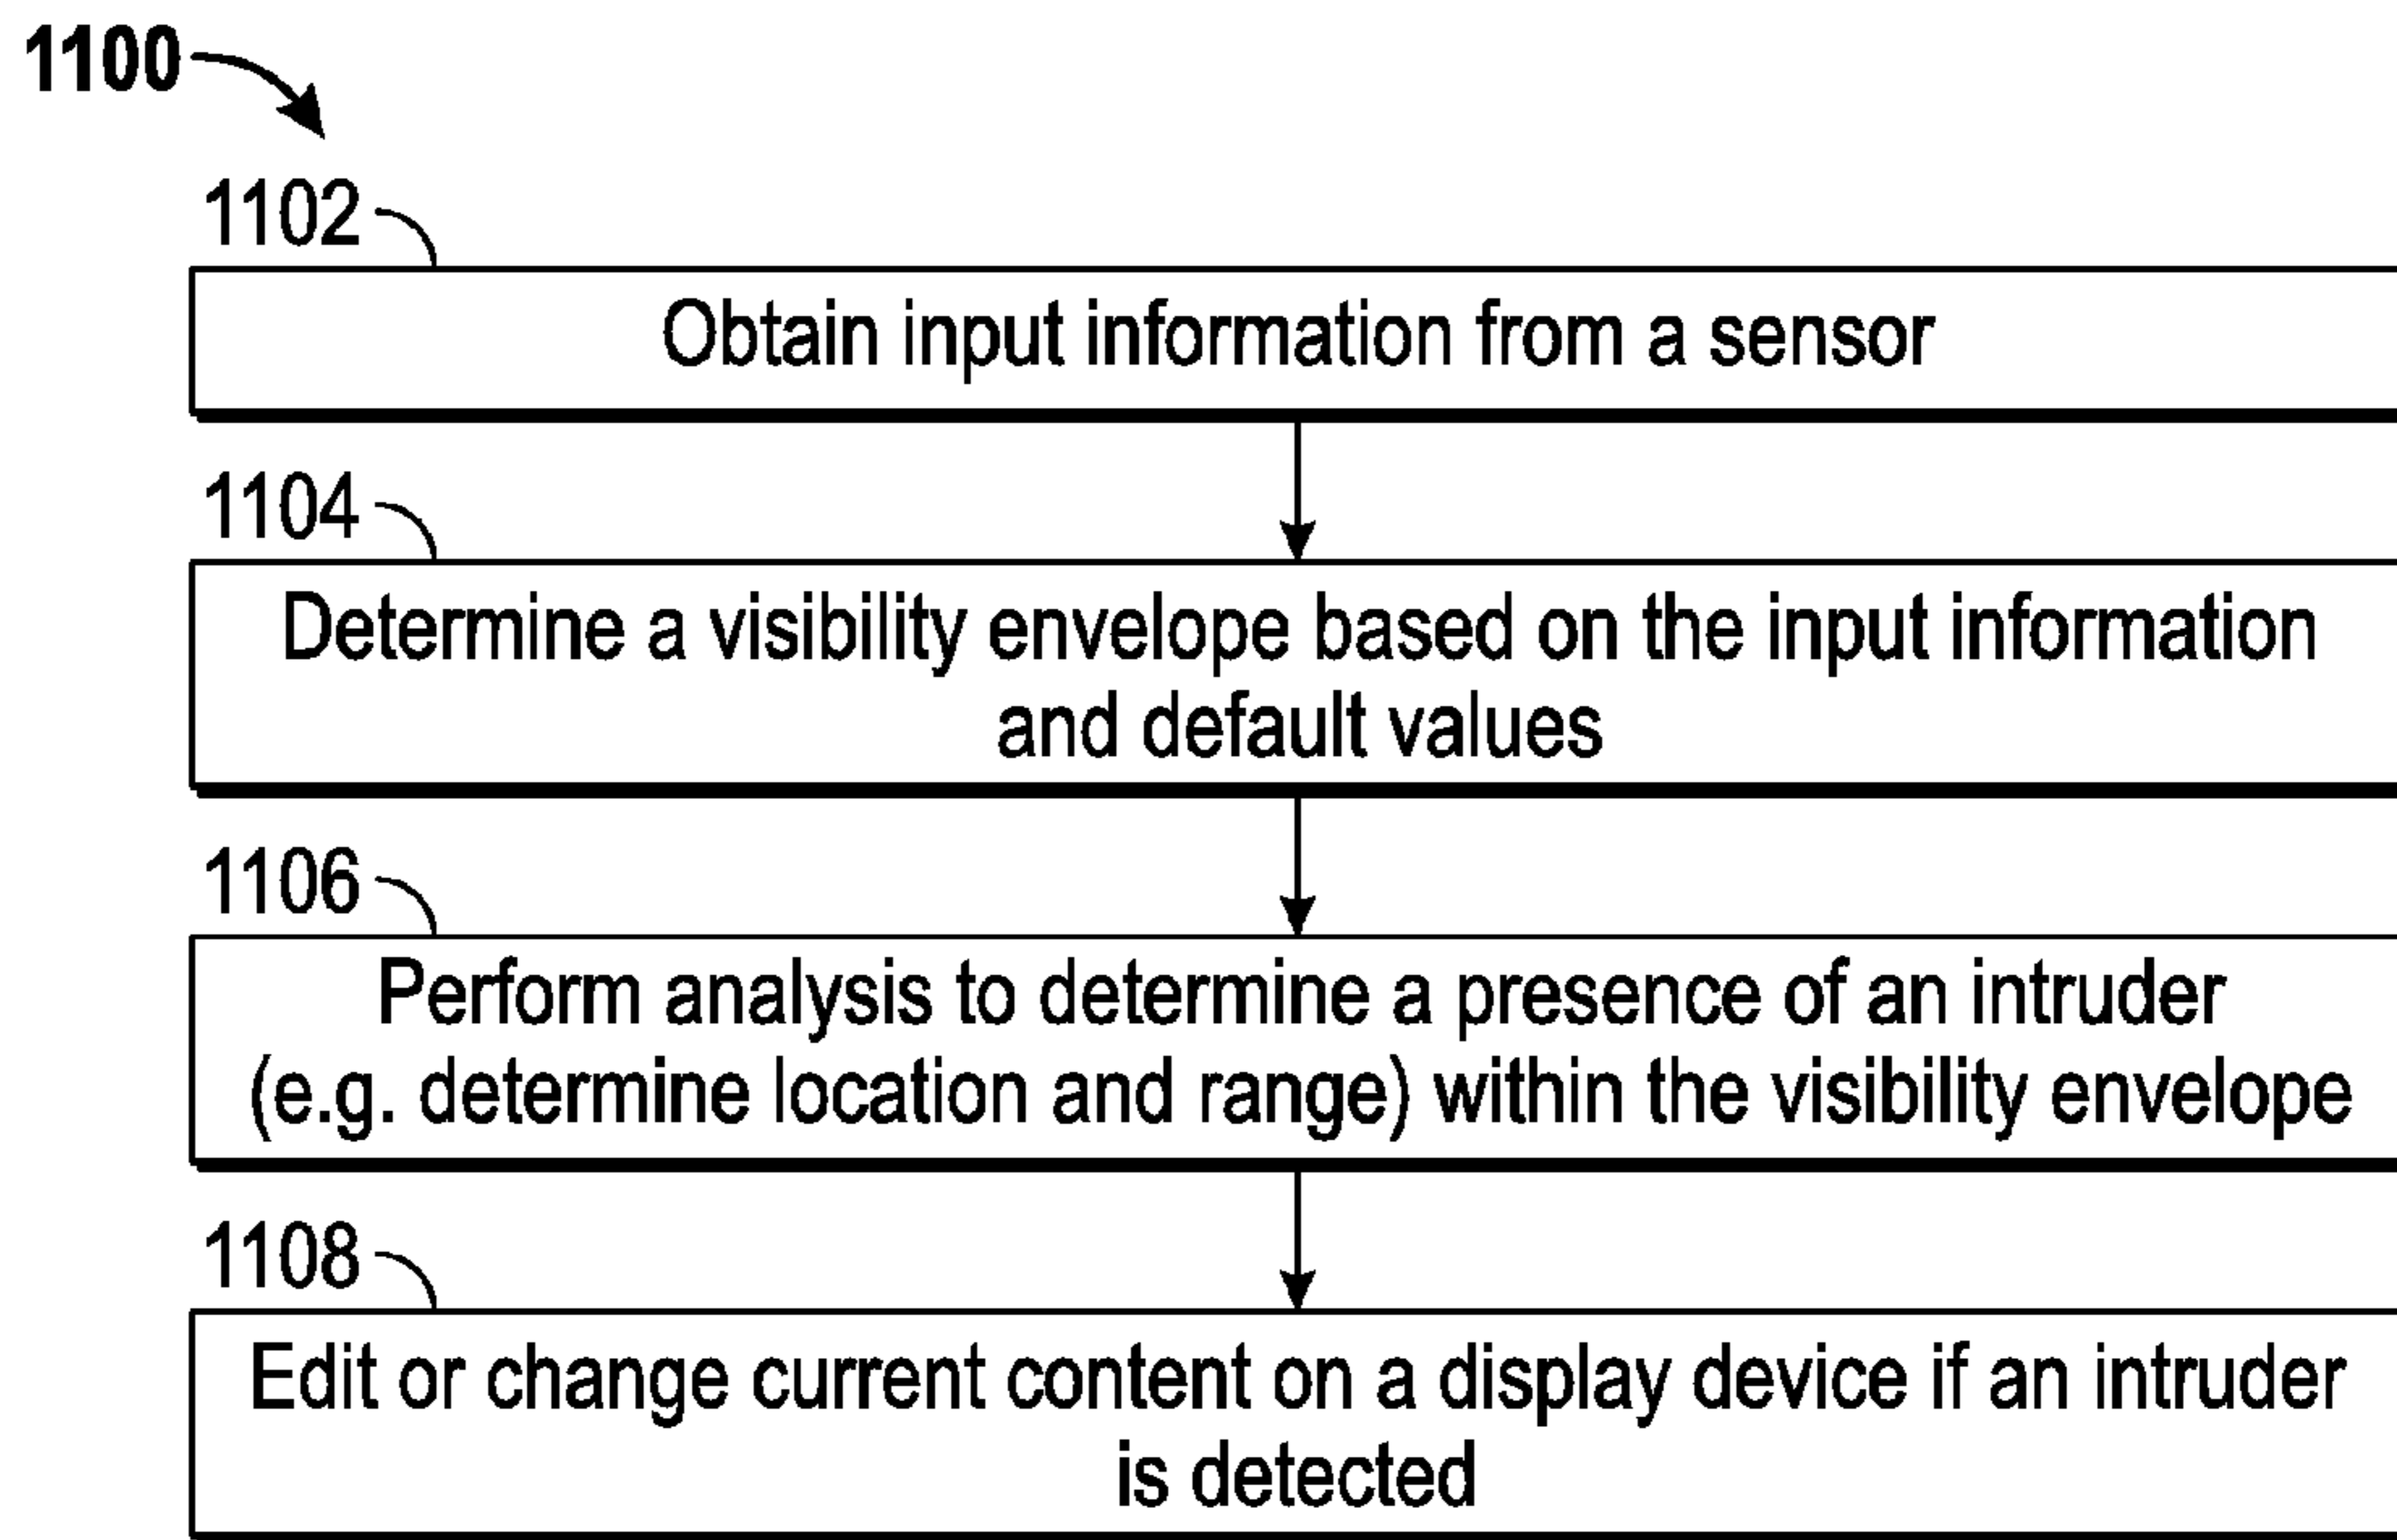 1100
1102
Obtain input information from a sensor
1104
Determine a visibility envelope based on the input information
and default values
1106
Perform analysis to determine a presence of an intruder
(e.g. determine location and range) within the visibility envelope
1108
Edit or change current content on a display device if an intruder
is detected